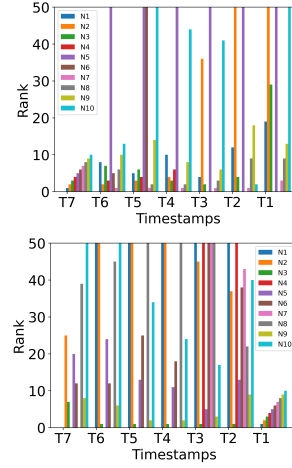 50
40
30
20
10
0
Rank
T7 T6 T5 T4 T3 T2 T1
Timestamps
N1
N2
N3
N4
N5
N6
N7
N8
N9
N10
50
40
30
20
10
0
Rank
T7 T6 T5 T4 T3 T2 T1
Timestamps
N1
N2
N3
N4
N5
N6
N7
N8
N9
N10